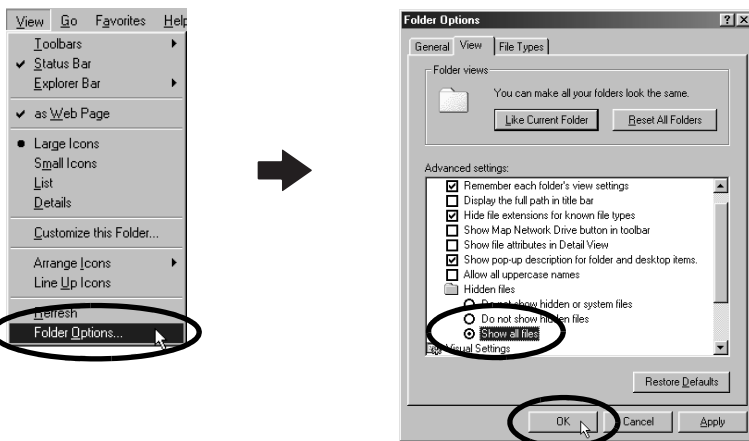 View Go Favorites Help
Toolbars
Status Bar
Explorer Bar
as Web Page
Large Icons
Small Icons
List
Details
Customize this Folder...
Arrange Icons
Line Up Icons
Refresh
Folder Options...
Folder Options
General View File Types
Folder views
You can make all your folders look the same.
Like Current Folder Reset All Folders
Advanced settings:
Remember each folder's view settings
Display the full path in title bar
Hide file extensions for known file types
Show Map Network Drive button in toolbar
Show file attributes in Detail View
Show pop-up description for folder and desktop items.
Allow all uppercase names
Hidden files
Do not show hidden or system files
Do not show hidden files
Show all files
Visual Settings
Restore Defaults
OK Cancel Apply